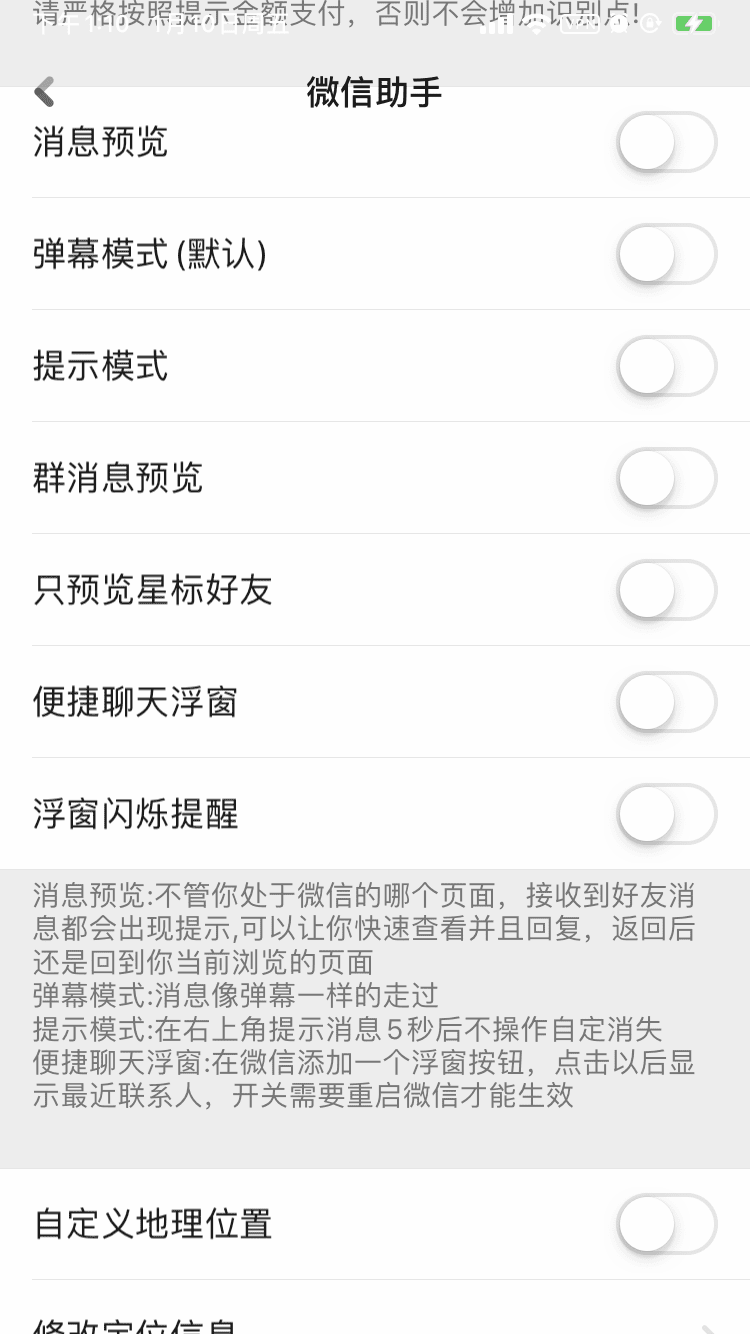 请严格按照提示金额支付，否则不会增加识别点!
微信助手
消息预览
弹幕模式(默认)
提示模式
群消息预览
只预览星标好友
便捷聊天浮窗
浮窗闪烁提醒
消息预览:不管你处于微信的哪个页面，接收到好友消
息都会出现提示,可以让你快速查看并且回复，返回后
还是回到你当前浏览的页面
弹幕模式:消息像弹幕一样的走过
提示模式:在右上角提示消息5秒后不操作自定消失
便捷聊天浮窗:在微信添加一个浮窗按钮，点击以后显
示最近联系人，开关需要重启微信才能生效
自定义地理位置
修改定位信息